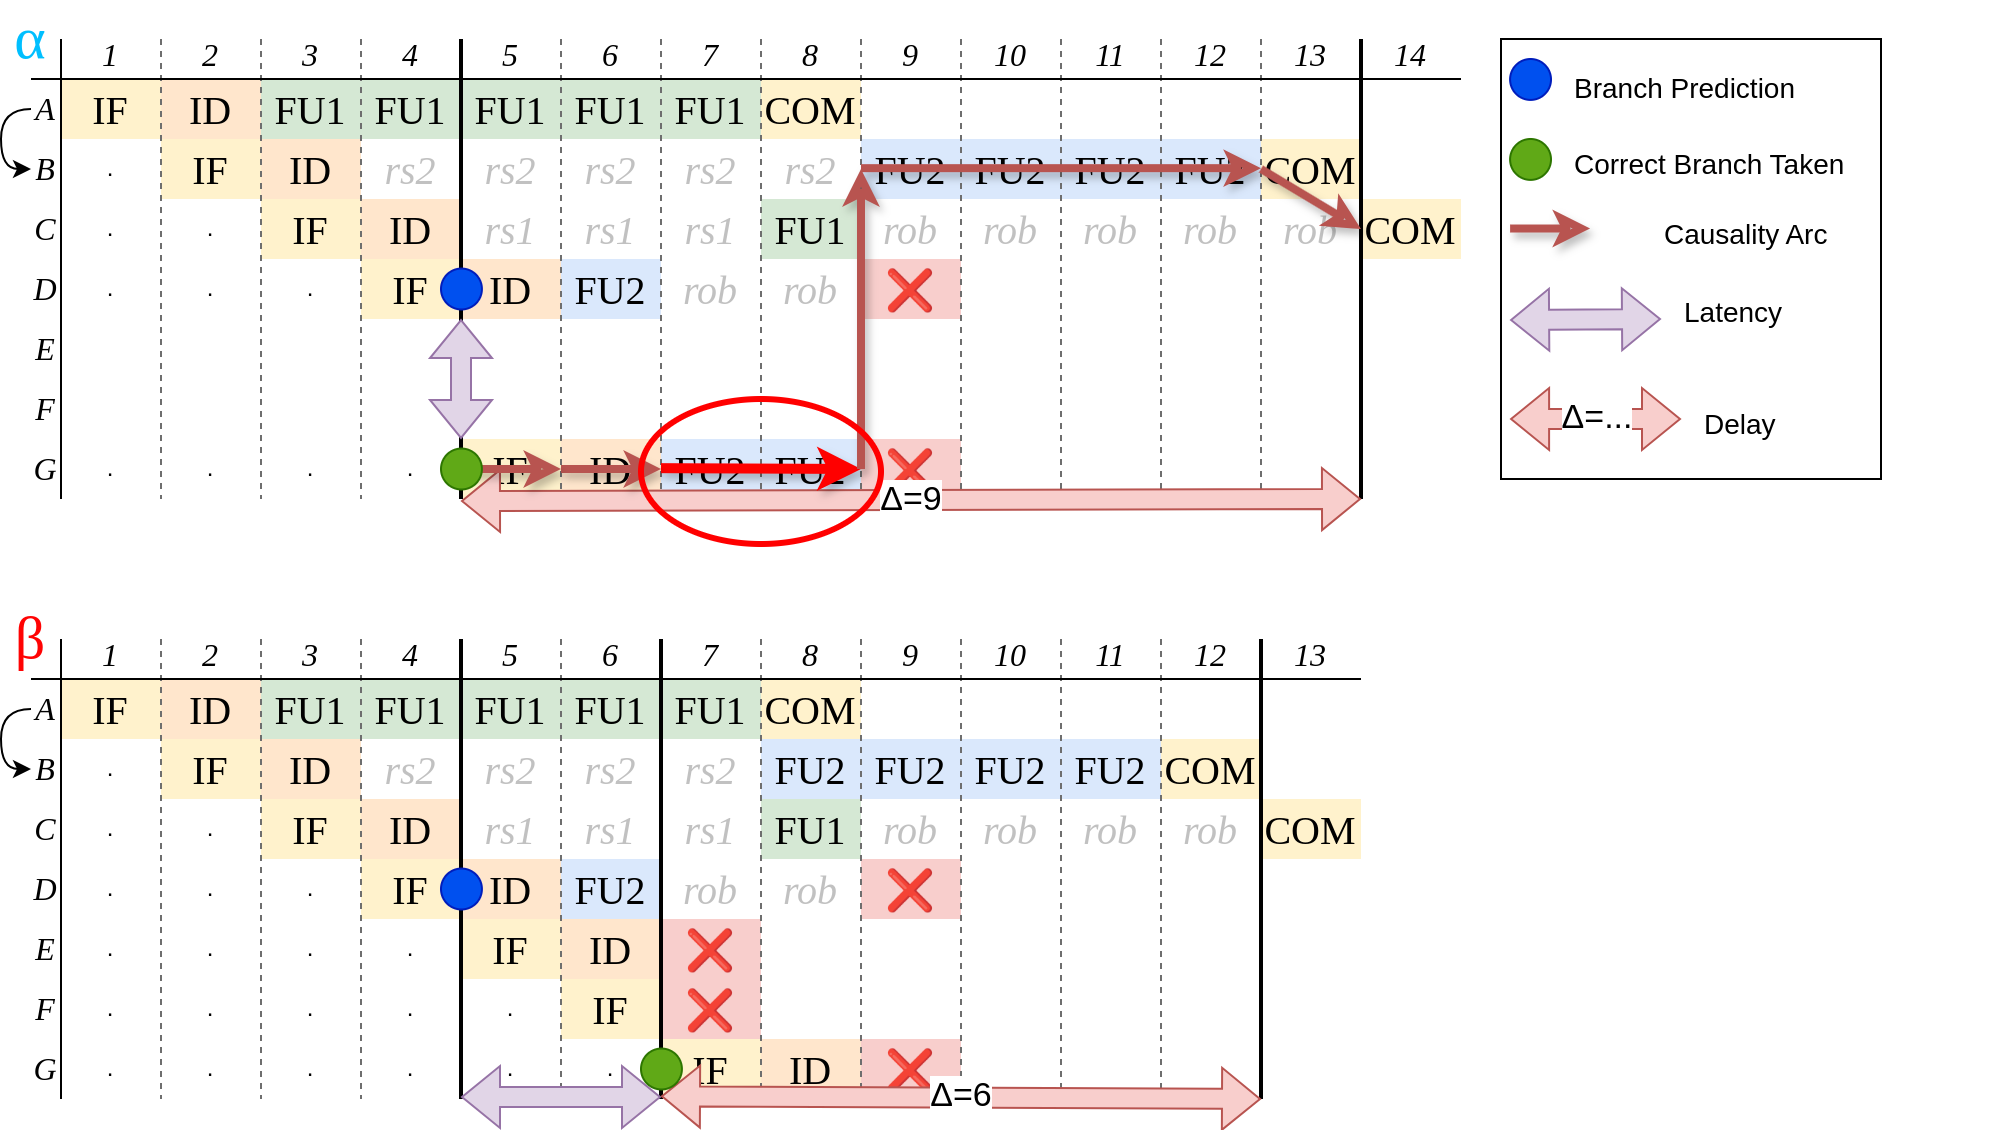 α
1 2 3 4 5 6 7 8 9 10 11 12 13 14
A IF ID FU1 FU1 FU1 FU1 FU1 COM
B . IF ID rs2 rs2 rs2 rs2 rs2 FU2 FU2 FU2 FU2 COM
C . . IF ID rs1 rs1 rs1 FU1 rob rob rob rob rob COM
D . . . IF ID FU2 rob rob ❌
E
F
G . . . . IF ID FU2 FU2 ❌
Δ=9
Branch Prediction
Correct Branch Taken
Causality Arc
Latency
Δ=... Delay
β
1 2 3 4 5 6 7 8 9 10 11 12 13
A IF ID FU1 FU1 FU1 FU1 FU1 COM
B . IF ID rs2 rs2 rs2 rs2 FU2 FU2 FU2 FU2 COM
C . . IF ID rs1 rs1 rs1 FU1 rob rob rob rob COM
D . . . IF ID FU2 rob rob ❌
E . . . . IF ID ❌
F . . . . . IF ❌
G . . . . . . IF ID ❌
Δ=6